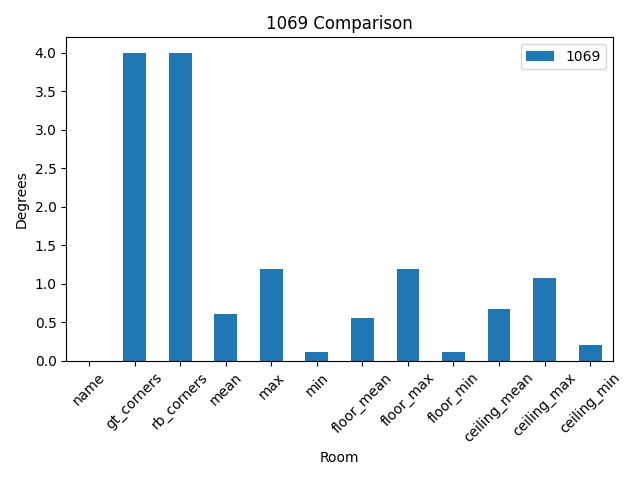 1069 Comparison
1069
Degrees
4.0
3.5
3.0
2.5
2.0
1.5
1.0
0.5
0.0
name
gt_corners
rb_corners
mean
max
min
floor_mean
floor_max
floor_min
ceiling_mean
ceiling_max
ceiling_min
Room